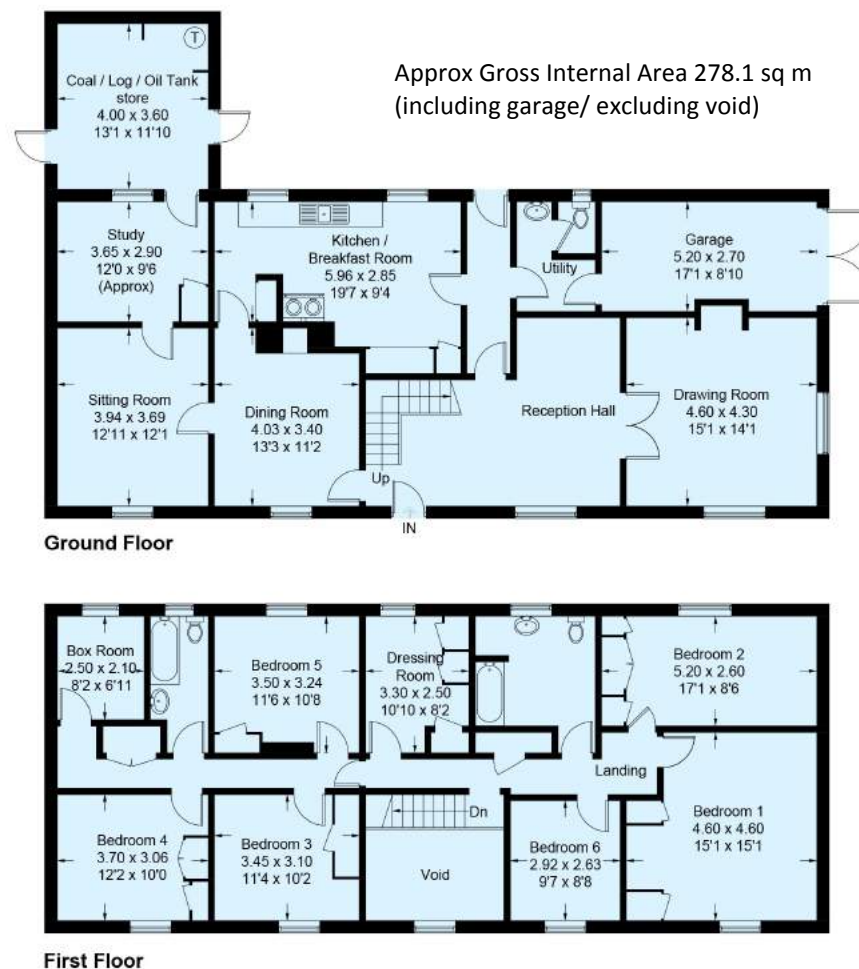 Approx Gross Internal Area 278.1 sq m
(including garage/ excluding void)
T
Coal / Log / Oil Tank
store
4.00 x 3.60
13'1 x 11'10
Study
3.65 x 2.90
12'0 x 9'6
(Approx)
Kitchen /
Breakfast Room
5.96 x 2.85
19'7 x 9'4
Utility
Garage
5.20 x 2.70
17'1 x 8'10
Sitting Room
3.94 x 3.69
12'11 x 12'1
Dining Room
4.03 x 3.40
13'3 x 11'2
Up
Reception Hall
Drawing Room
4.60 x 4.30
15'1 x 14'1
IN
Ground Floor
Box Room
2.50 x 2.10
8'2 x 6'11
Bedroom 5
3.50 x 3.24
11'6 x 10'8
Dressing
Room
3.30 x 2.50
10'10 x 8'2
Bedroom 2
5.20 x 2.60
17'1 x 8'6
Landing
Bedroom 4
3.70 x 3.06
12'2 x 10'0
Bedroom 3
3.45 x 3.10
11'4 x 10'2
Dn
Void
Bedroom 6
2.92 x 2.63
9'7 x 8'8
Bedroom 1
4.60 x 4.60
15'1 x 15'1
First Floor